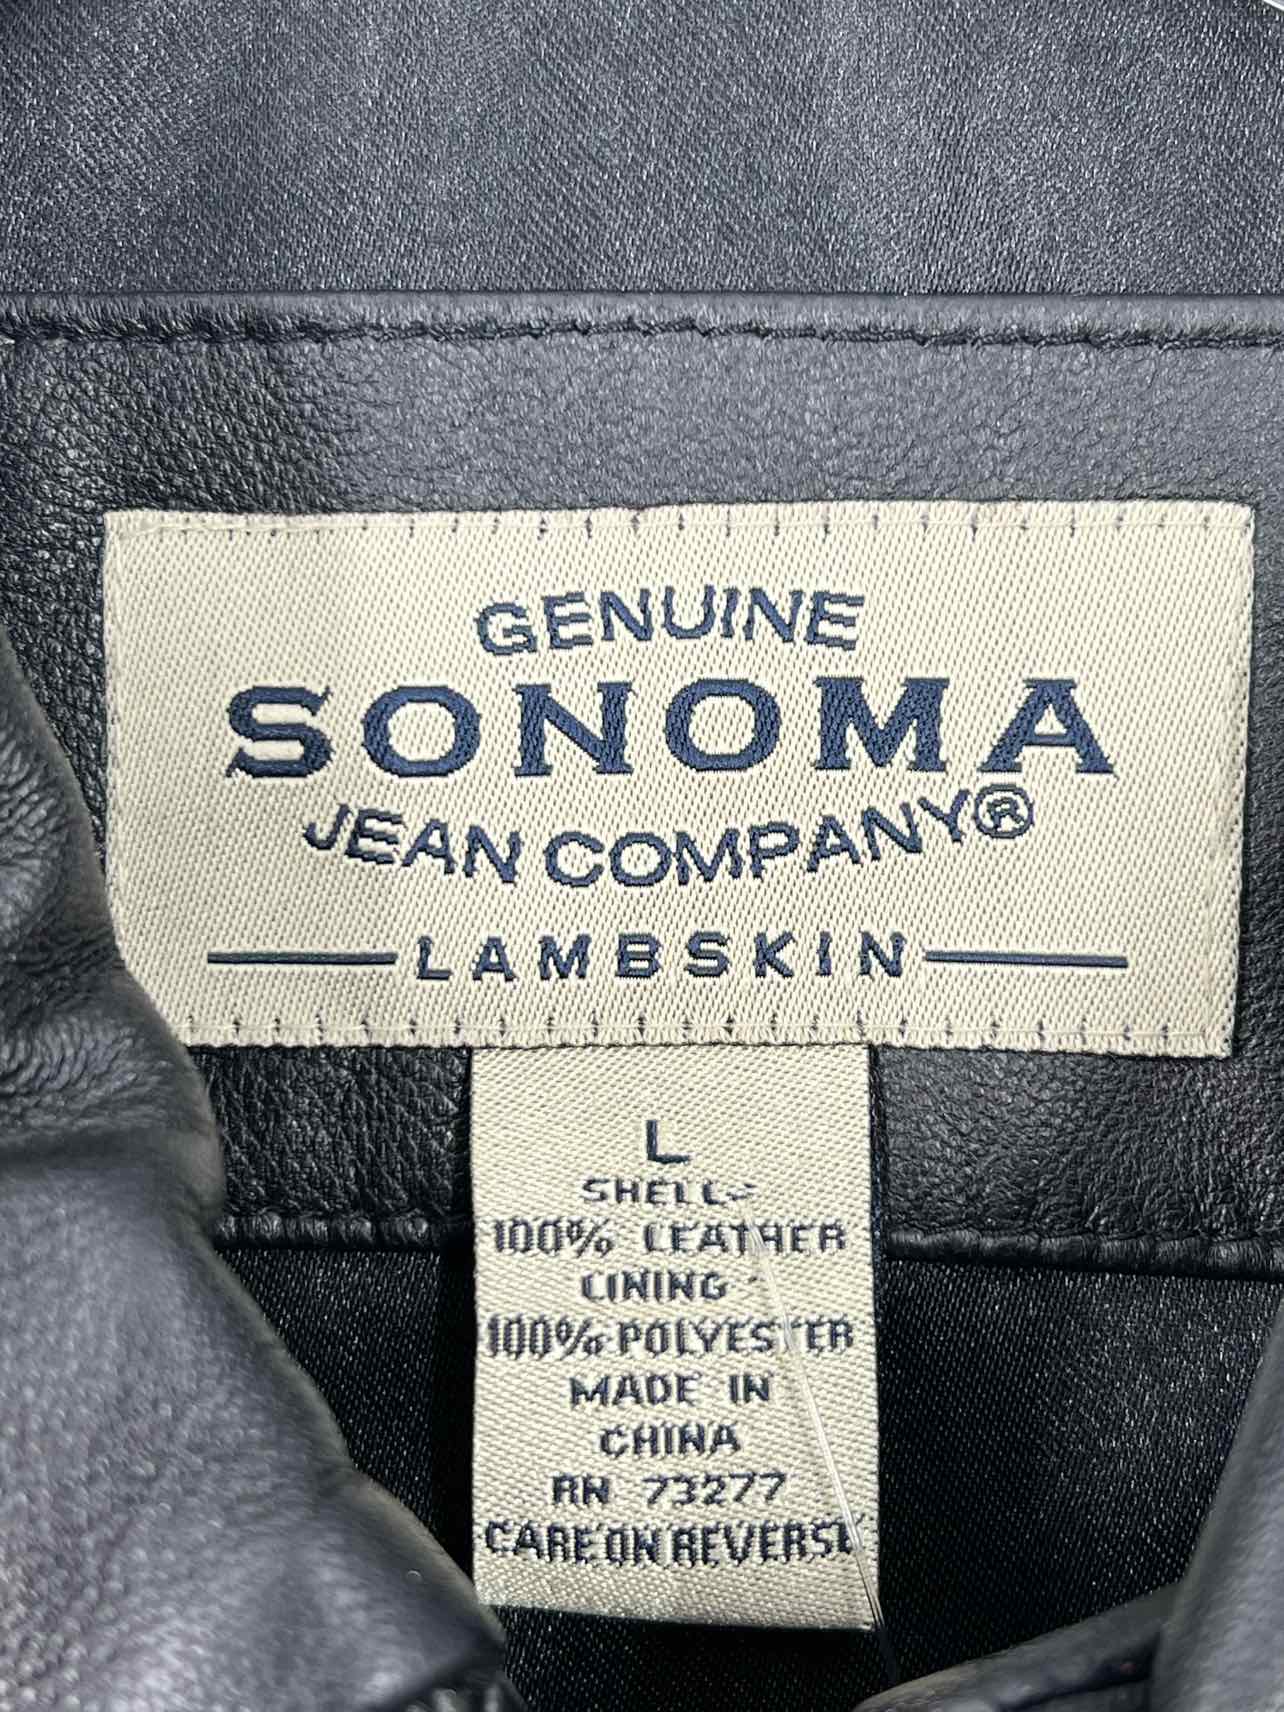 GENUINE
SONOMA
JEAN COMPANY®
LAMBSKIN
L
SHELL:
100% LEATHER
LINING:
100% POLYESTER
MADE IN
CHINA
RN 73277
CARE ON REVERSE